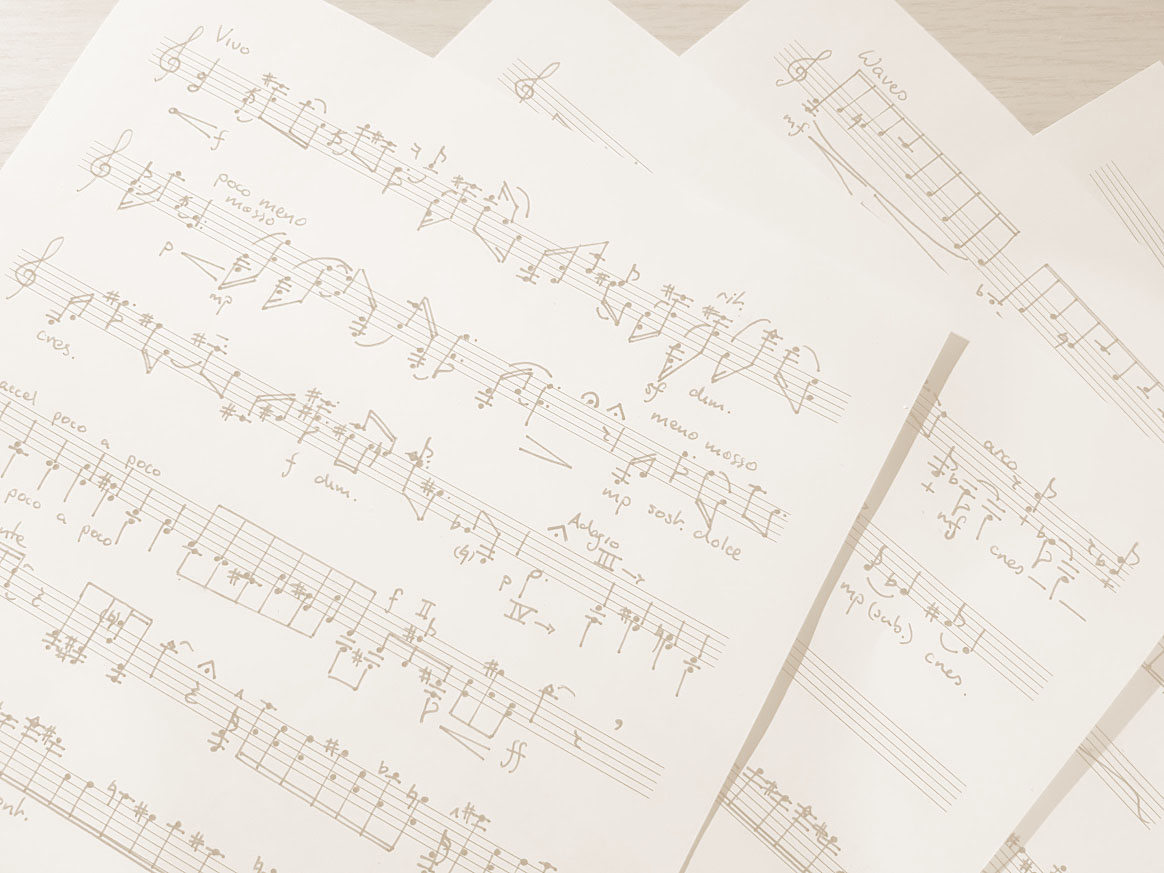 Vivo
f
poco meno
mosso
p
mp
rit.
sf dim.
cres.
f dim.
meno mosso
mp sost. dolce
accel poco a poco
poco a poco
Adagio
III →
p
IV →
f II
p
ff
Waves
mf
arco
mf cres
mp (sub.) cres.